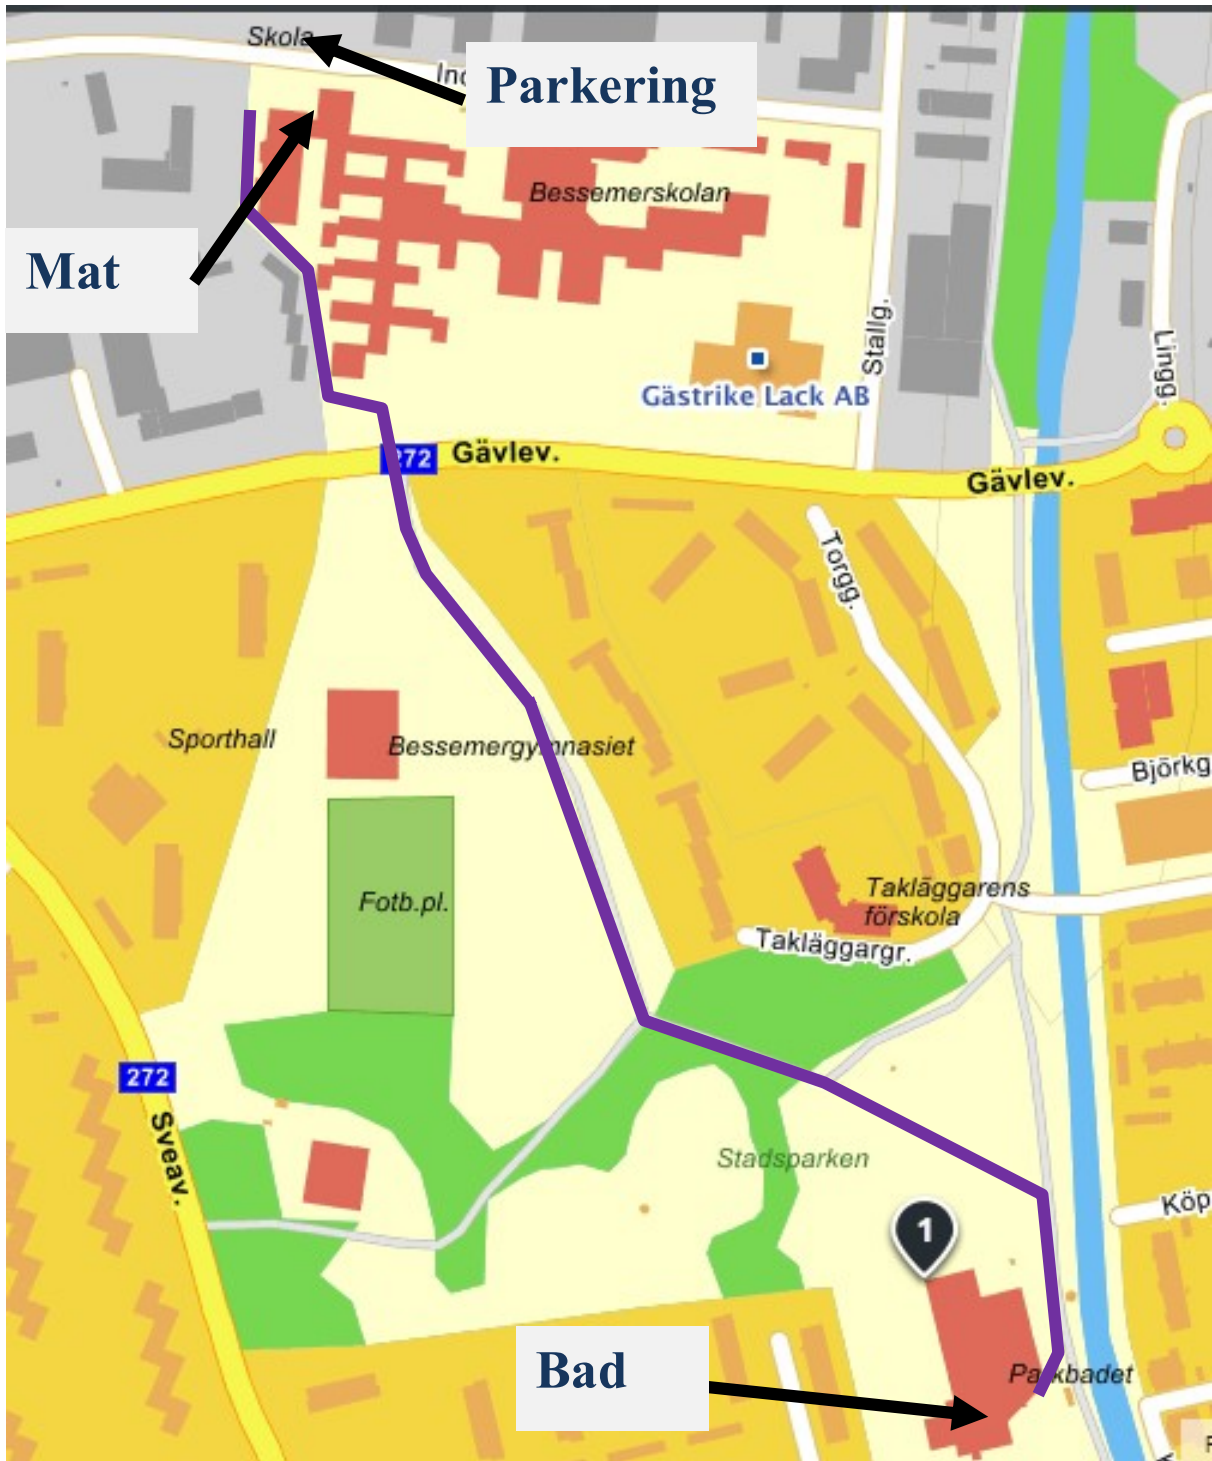 Skola
Parkering
Bessemerskolan
Mat
Ställg.
Lingg.
Gästrike Lack AB
272
Gävlev.
Gävlev.
Torgg.
Sporthall
Bessemergymnasiet
Björkg
Fotb.pl.
Takläggarens
förskola
Takläggargr.
272
Sveav.
Stadsparken
Köp
1
Bad
Parkbadet